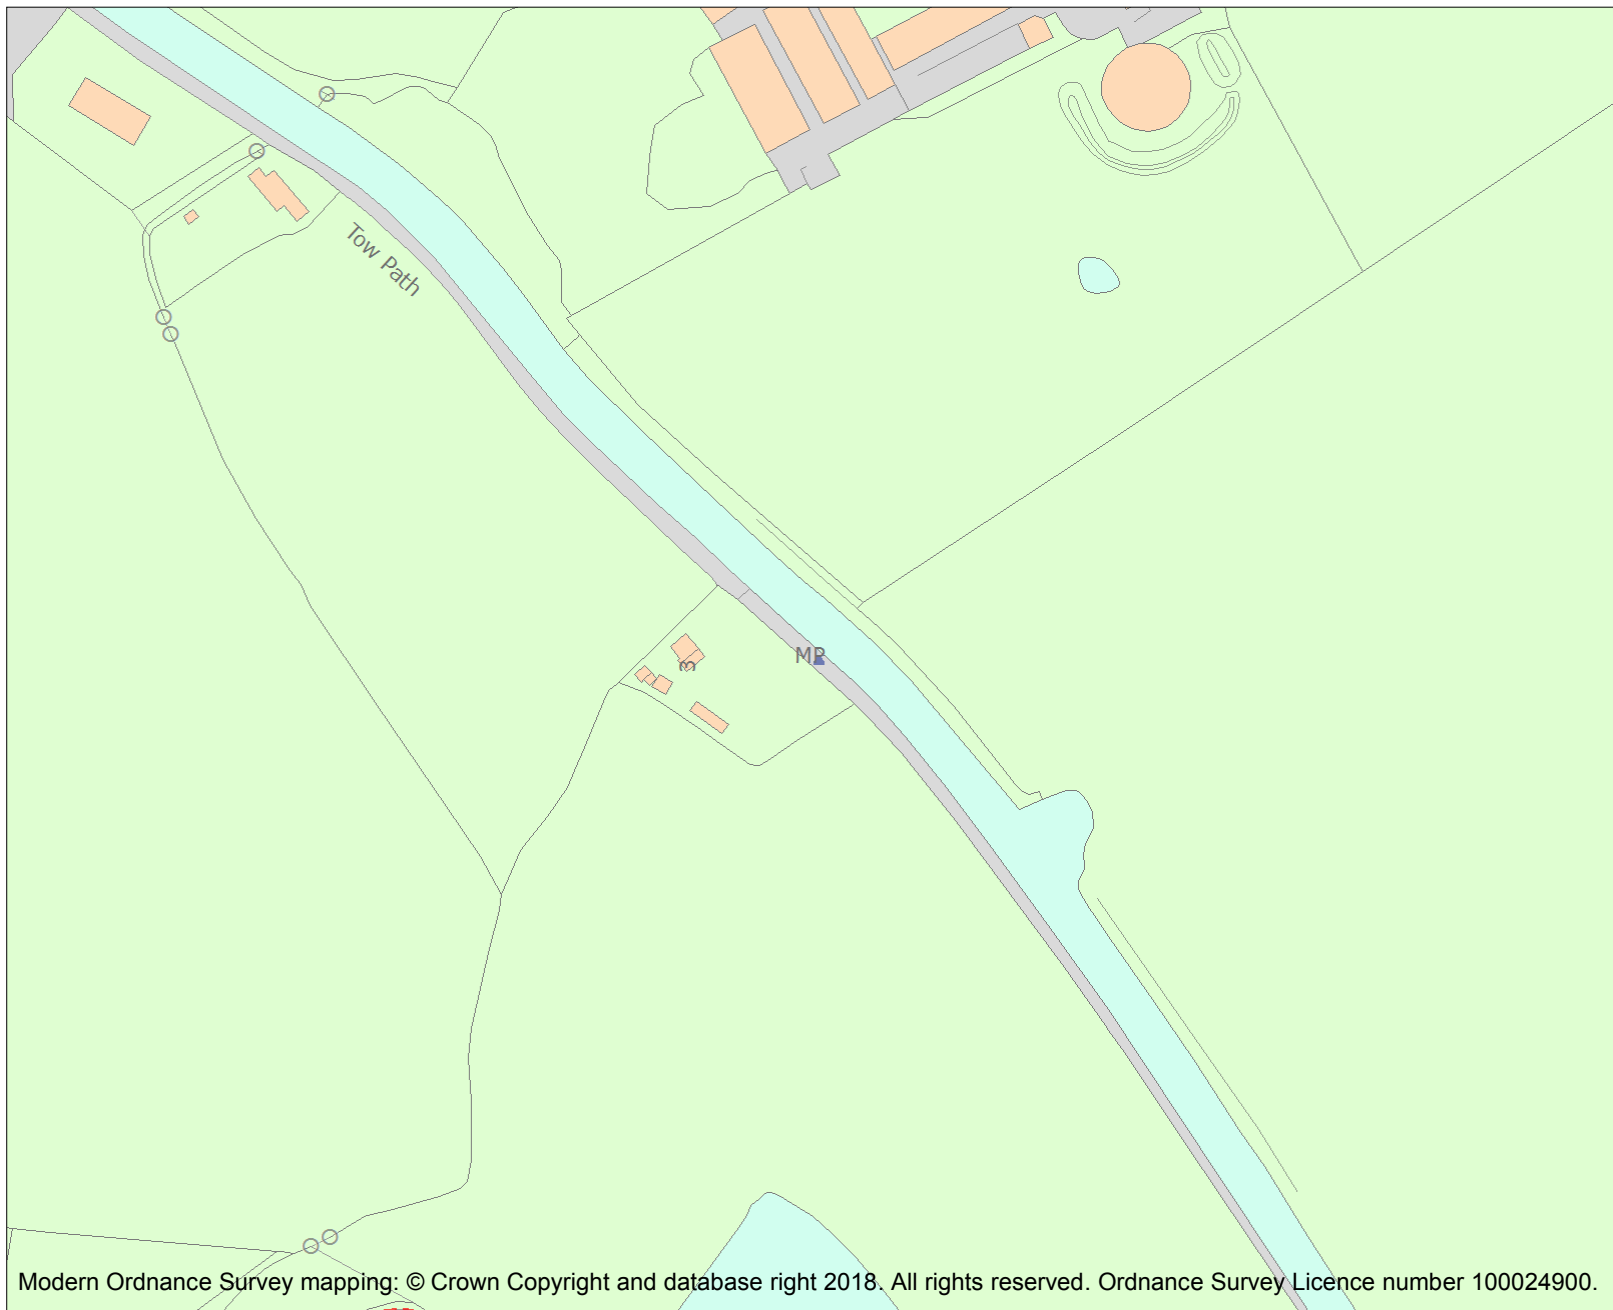 Tow Path
MP
3
Modern Ordnance Survey mapping: © Crown Copyright and database right 2018. All rights reserved. Ordnance Survey Licence number 100024900.